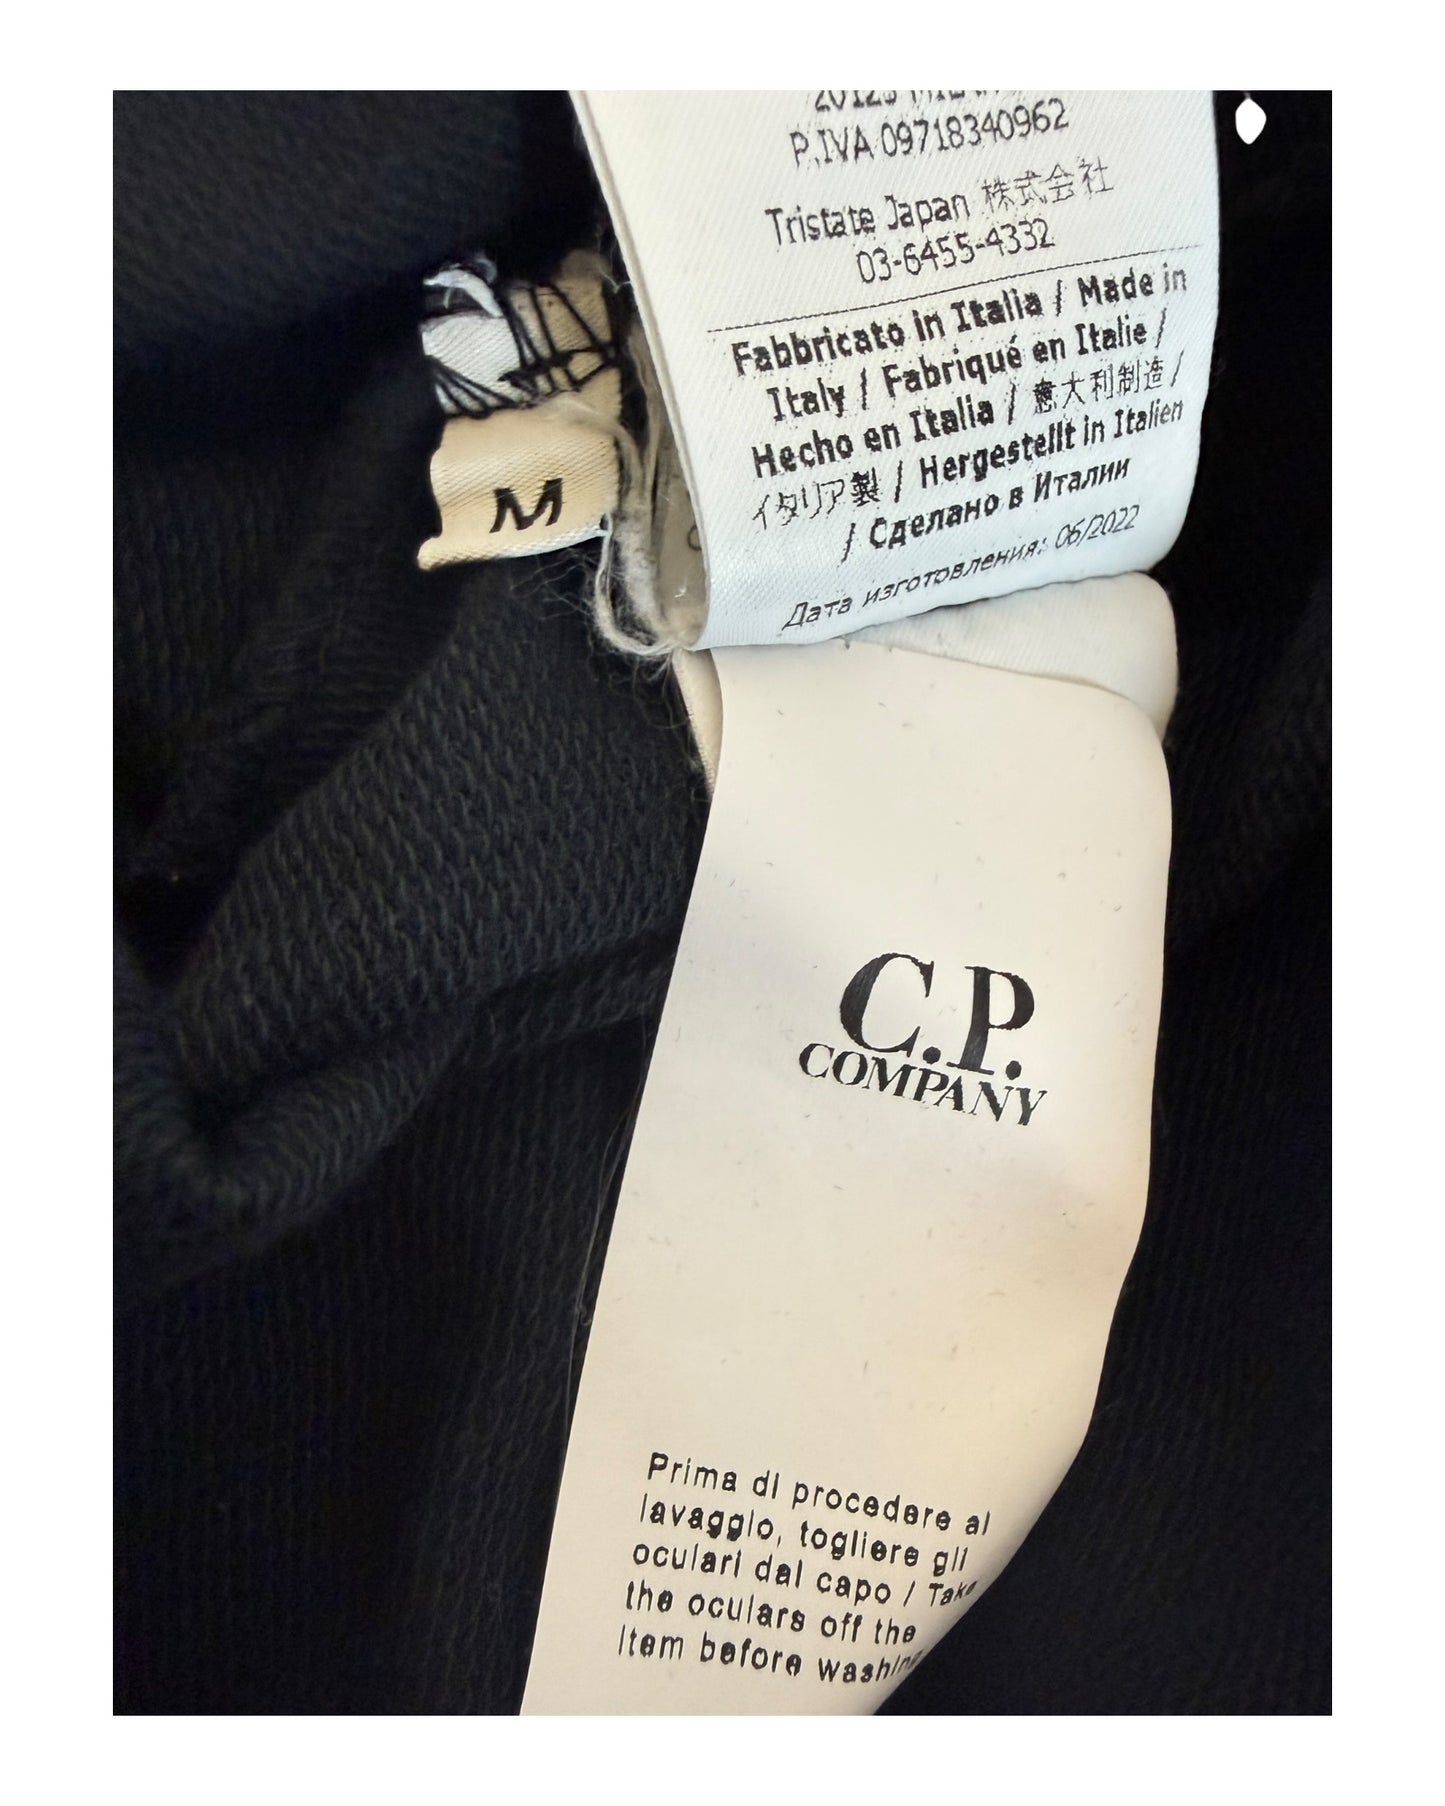 P.IVA 09718340962
Tristate Japan 株式会社
03-6455-4332
Fabbricato in Italia / Made in
Italy / Fabriqué en Italie /
Hecho en Italia / 意大利制造 /
イタリア製 / Hergestellt in Italien
/ Сделано в Италии
Дата изготовления: 06/2022
M
C.P.
COMPANY
Prima di procedere al
lavaggio, togliere gli
oculari dal capo / Take
the oculars off the
item before washing